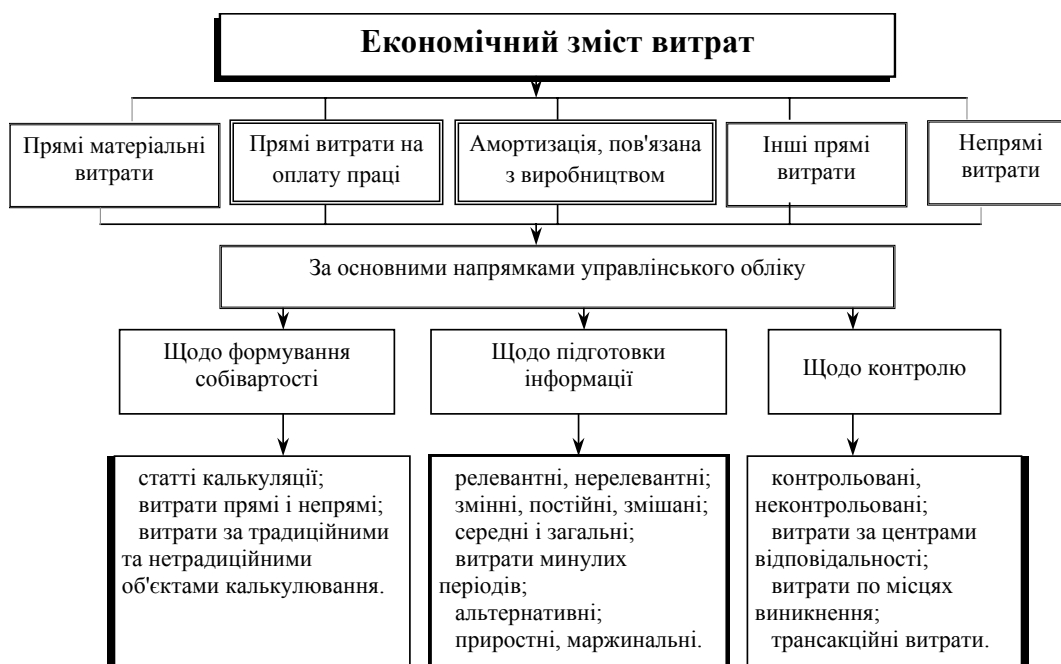 Економічний зміст витрат
Прямі матеріальні
витрати
Прямі витрати на
оплату праці
Амортизація, пов'язана
з виробництвом
Інші прямі
витрати
Непрямі
витрати
За основними напрямками управлінського обліку
Щодо формування
собівартості
Щодо підготовки
інформації
Щодо контролю
статті калькуляції;
витрати прямі і непрямі;
витрати за традиційними
та нетрадиційними
об'єктами калькулювання.
релевантні, нерелевантні;
змінні, постійні, змішані;
середні і загальні;
витрати минулих
періодів;
альтернативні;
приростні, маржинальні.
контрольовані,
неконтрольовані;
витрати за центрами
відповідальності;
витрати по місцях
виникнення;
трансакційні витрати.